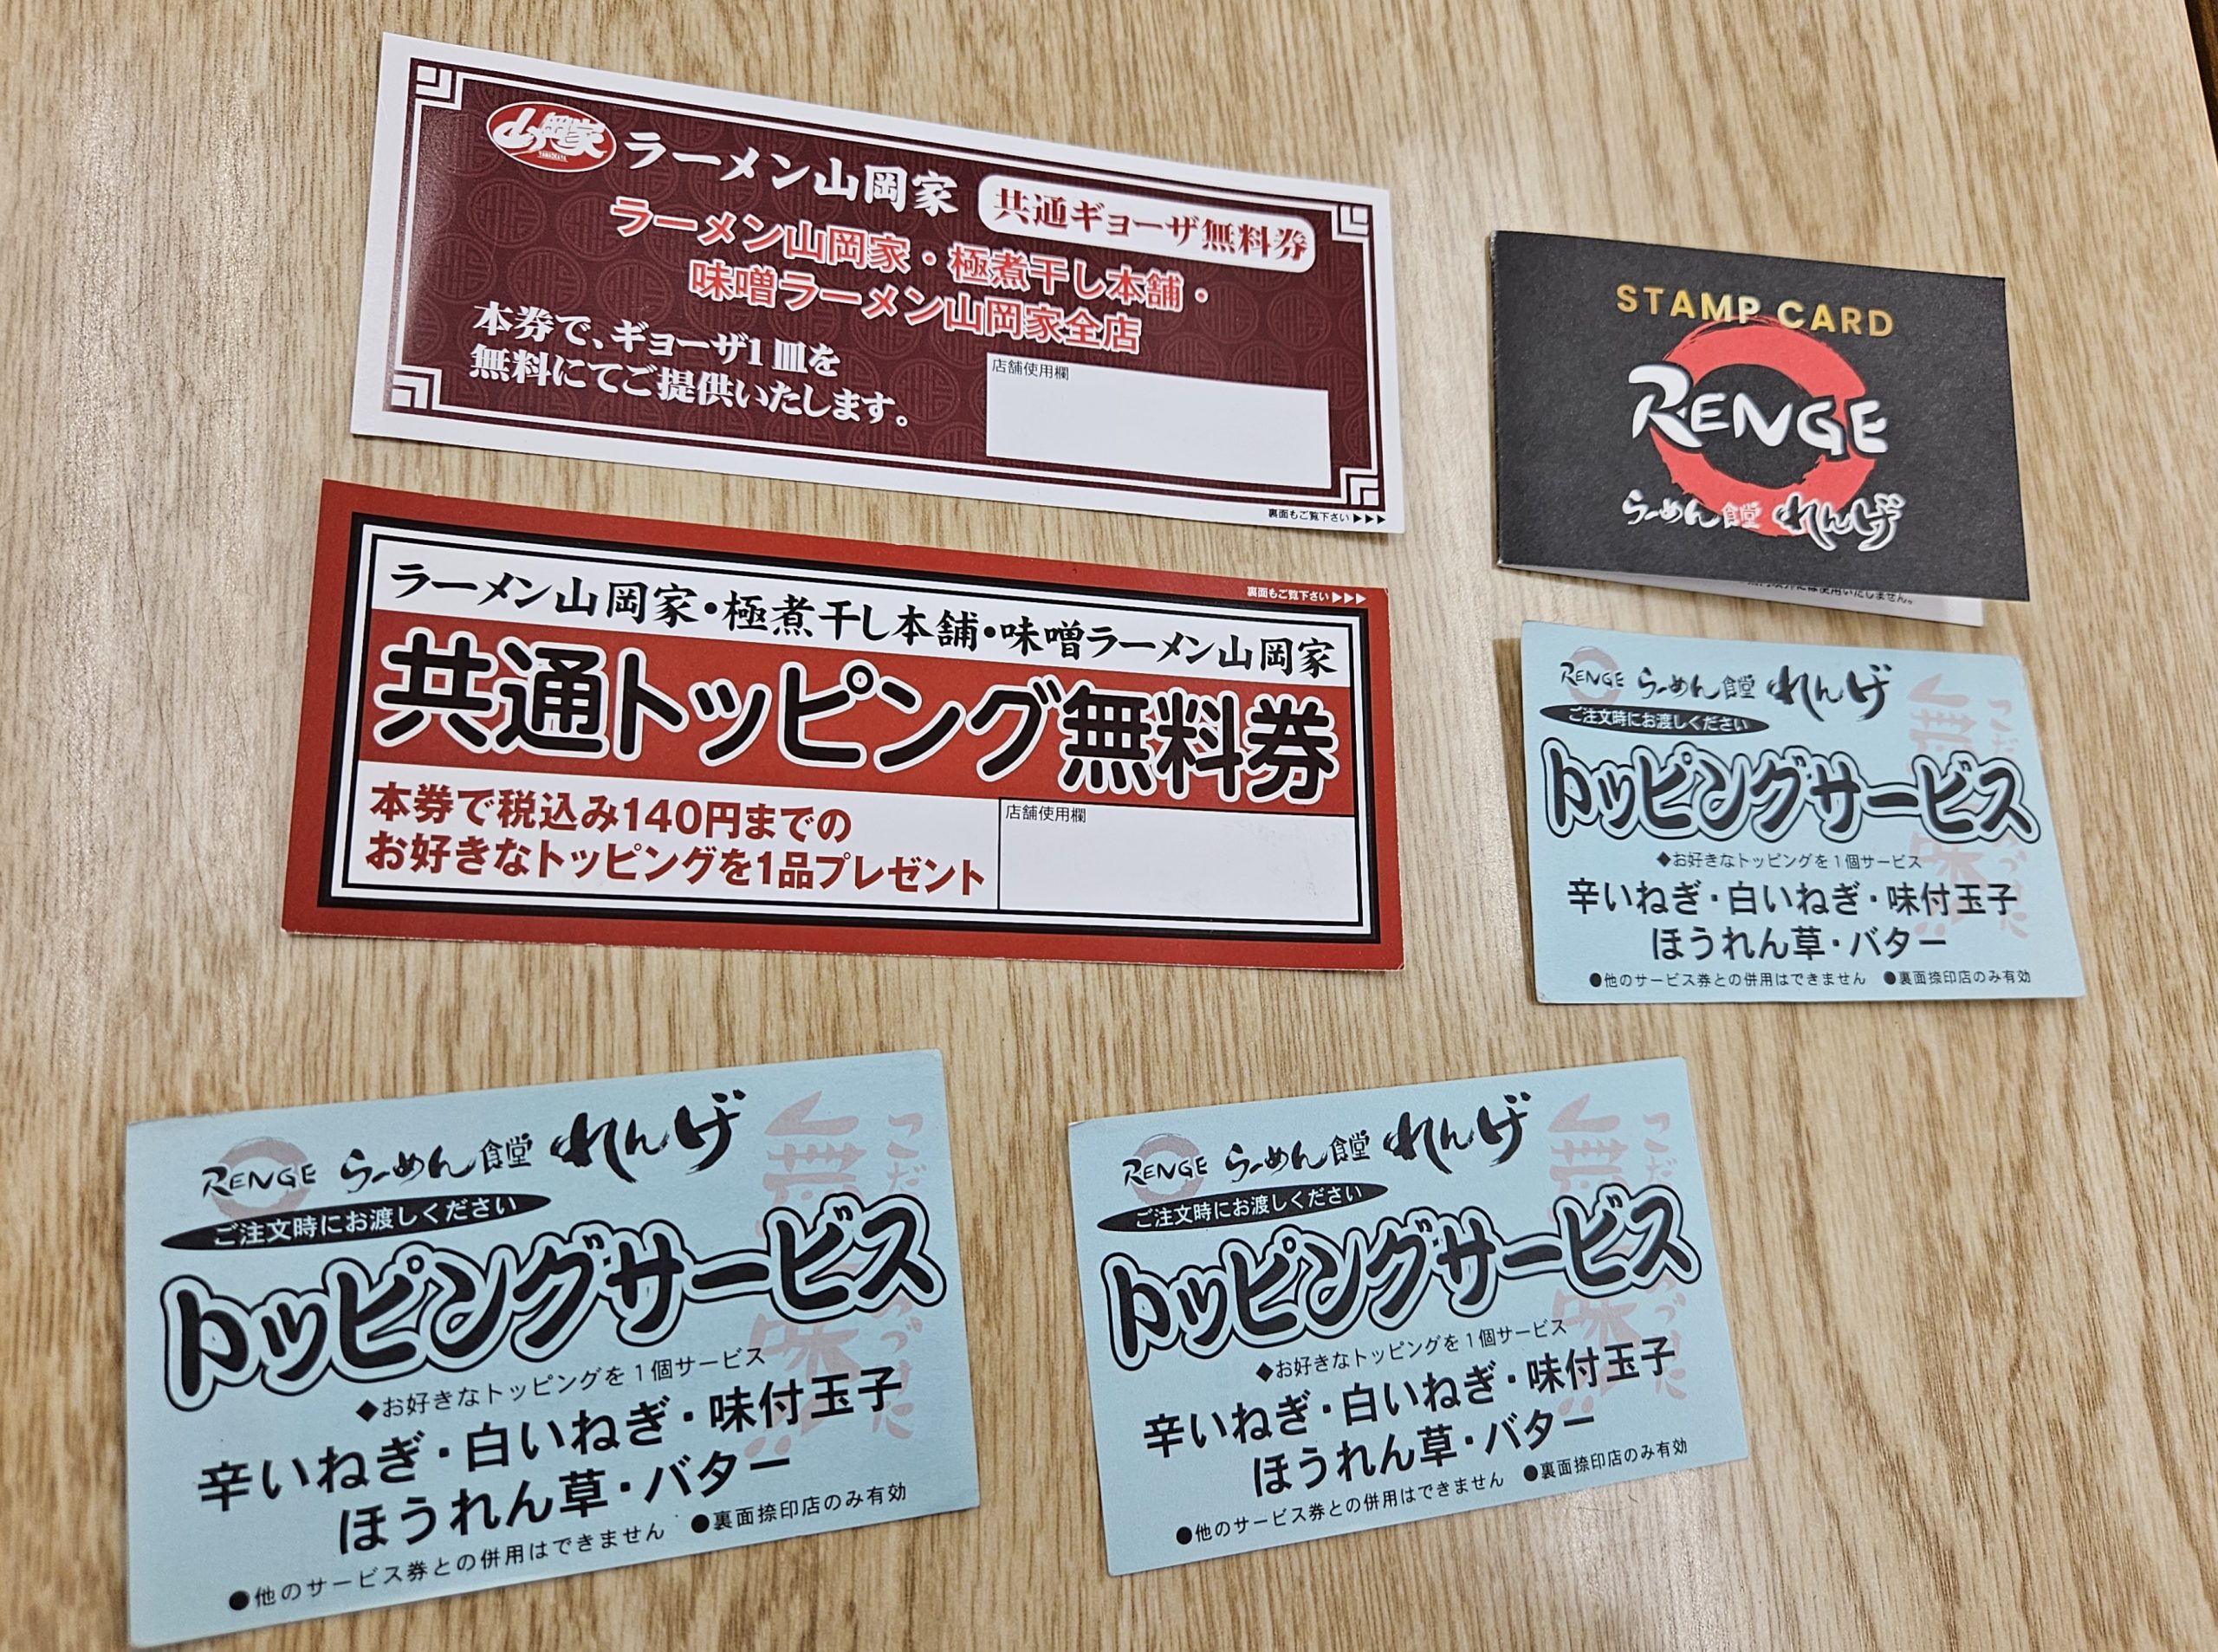 山岡家
YAMAOKAYA
ラーメン山岡家
共通ギョーザ無料券
ラーメン山岡家・極煮干し本舗・
味噌ラーメン山岡家全店
本券で、ギョーザ1皿を
無料にてご提供いたします。
店舗使用欄
裏面もご覧下さい▶▶▶
裏面もご覧下さい▶▶▶
ラーメン山岡家・極煮干し本舗・味噌ラーメン山岡家
共通トッピング無料券
本券で税込み140円までの
お好きなトッピングを1品プレゼント
店舗使用欄
STAMP CARD
RENGE
らーめん食堂 れんげ
使用いたしません。
RENGE らーめん食堂 れんげ
ご注文時にお渡しください
トッピングサービス
◆お好きなトッピングを1個サービス
辛いねぎ・白いねぎ・味付玉子
ほうれん草・バター
●他のサービス券との併用はできません ●裏面捺印店のみ有効
RENGE らーめん食堂 れんげ
ご注文時にお渡しください
トッピングサービス
◆お好きなトッピングを1個サービス
辛いねぎ・白いねぎ・味付玉子
ほうれん草・バター
●他のサービス券との併用はできません ●裏面捺印店のみ有効
RENGE らーめん食堂 れんげ
ご注文時にお渡しください
トッピングサービス
◆お好きなトッピングを1個サービス
辛いねぎ・白いねぎ・味付玉子
ほうれん草・バター
●他のサービス券との併用はできません ●裏面捺印店のみ有効